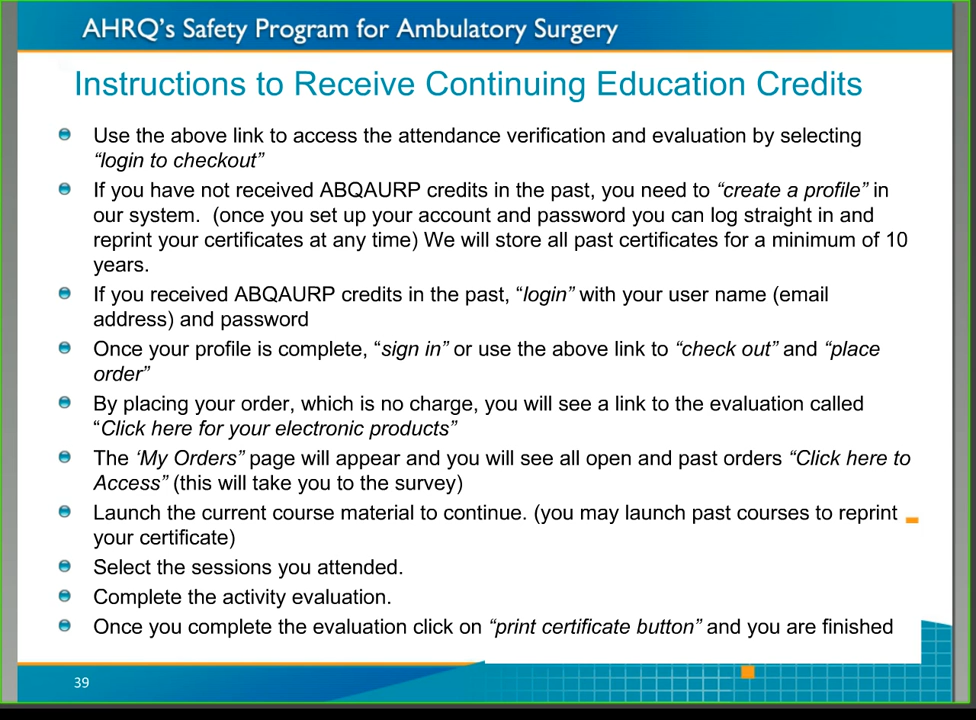 AHRQ's Safety Program for Ambulatory Surgery
Instructions to Receive Continuing Education Credits
Use the above link to access the attendance verification and evaluation by selecting
“login to checkout”
If you have not received ABQAURP credits in the past, you need to “create a profile” in
our system.  (once you set up your account and password you can log straight in and
reprint your certificates at any time) We will store all past certificates for a minimum of 10
years.
If you received ABQAURP credits in the past, “login” with your user name (email
address) and password
Once your profile is complete, “sign in” or use the above link to “check out” and “place
order”
By placing your order, which is no charge, you will see a link to the evaluation called
“Click here for your electronic products”
The ‘My Orders” page will appear and you will see all open and past orders “Click here to
Access” (this will take you to the survey)
Launch the current course material to continue. (you may launch past courses to reprint
your certificate)
Select the sessions you attended.
Complete the activity evaluation.
Once you complete the evaluation click on “print certificate button” and you are finished
39